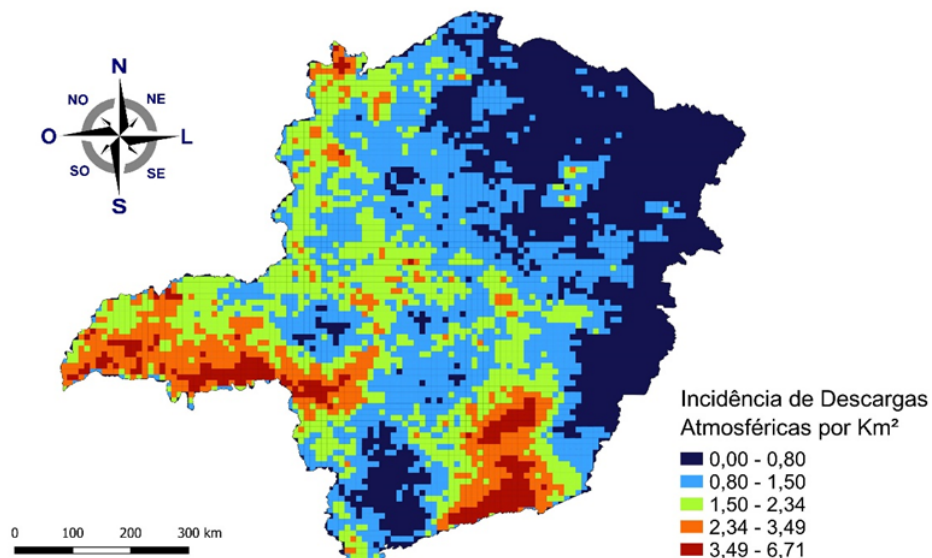 N
NO
NE
O
L
SO
SE
S
Incidência de Descargas
Atmosféricas por Km²
0,00 - 0,80
0,80 - 1,50
1,50 - 2,34
2,34 - 3,49
3,49 - 6,71
0 100 200 300 km